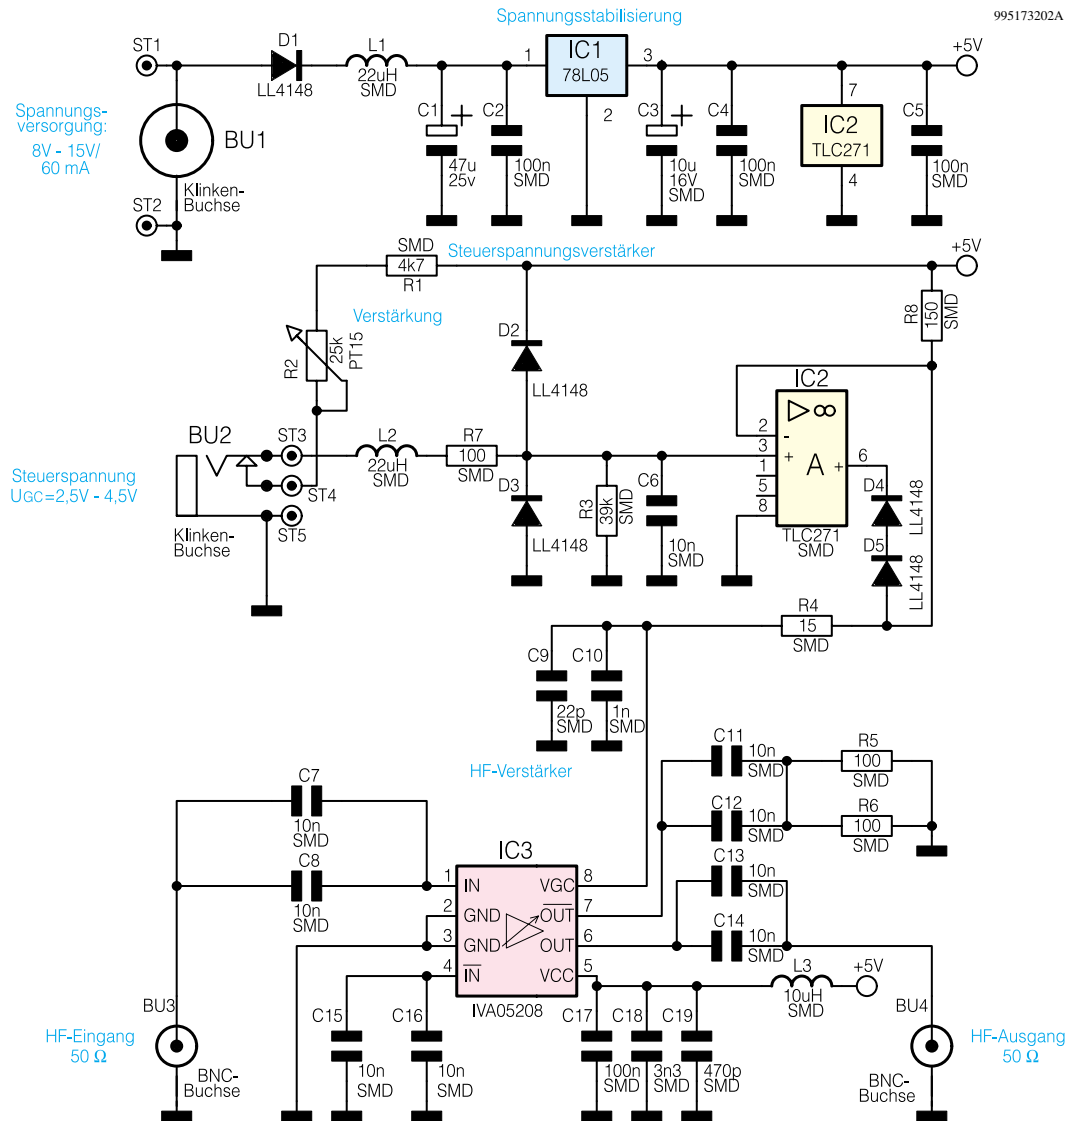 Spannungsstabilisierung
995173202A
ST1
D1
LL4148
L1
22uH
SMD
1
IC1
78L05
3
2
+5V
C1
+
47u
25v
C2
100n
SMD
C3
+
10u
16V
SMD
C4
100n
SMD
7
IC2
TLC271
4
C5
100n
SMD
Spannungs-
versorgung:
8V - 15V/
60 mA
BU1
Klinken-
Buchse
ST2
SMD
4k7
R1
Steuerspannungsverstärker
+5V
Verstärkung
R2
25k
PT15
D2
LL4148
R8
150
SMD
IC2
▷∞
2
-
3
+
1
5
8
A
+
6
TLC271
SMD
BU2
ST3
ST4
ST5
Klinken-
Buchse
Steuerspannung
UGC=2,5V - 4,5V
L2
22uH
SMD
R7
100
SMD
D3
LL4148
R3
39k
SMD
C6
10n
SMD
D4
LL4148
D5
LL4148
R4
15
SMD
C9
22p
SMD
C10
1n
SMD
HF-Verstärker
C11
10n
SMD
R5
100
SMD
C12
10n
SMD
R6
100
SMD
C7
10n
SMD
C8
10n
SMD
C13
10n
SMD
C14
10n
SMD
IC3
1
IN
2
GND
3
GND
4
IN
VGC
8
OUT
7
OUT
6
VCC
5
IVA05208
L3
10uH
SMD
+5V
BU3
HF-Eingang
50 Ω
BNC-
Buchse
C15
10n
SMD
C16
10n
SMD
C17
100n
SMD
C18
3n3
SMD
C19
470p
SMD
BU4
HF-Ausgang
50 Ω
BNC-
Buchse